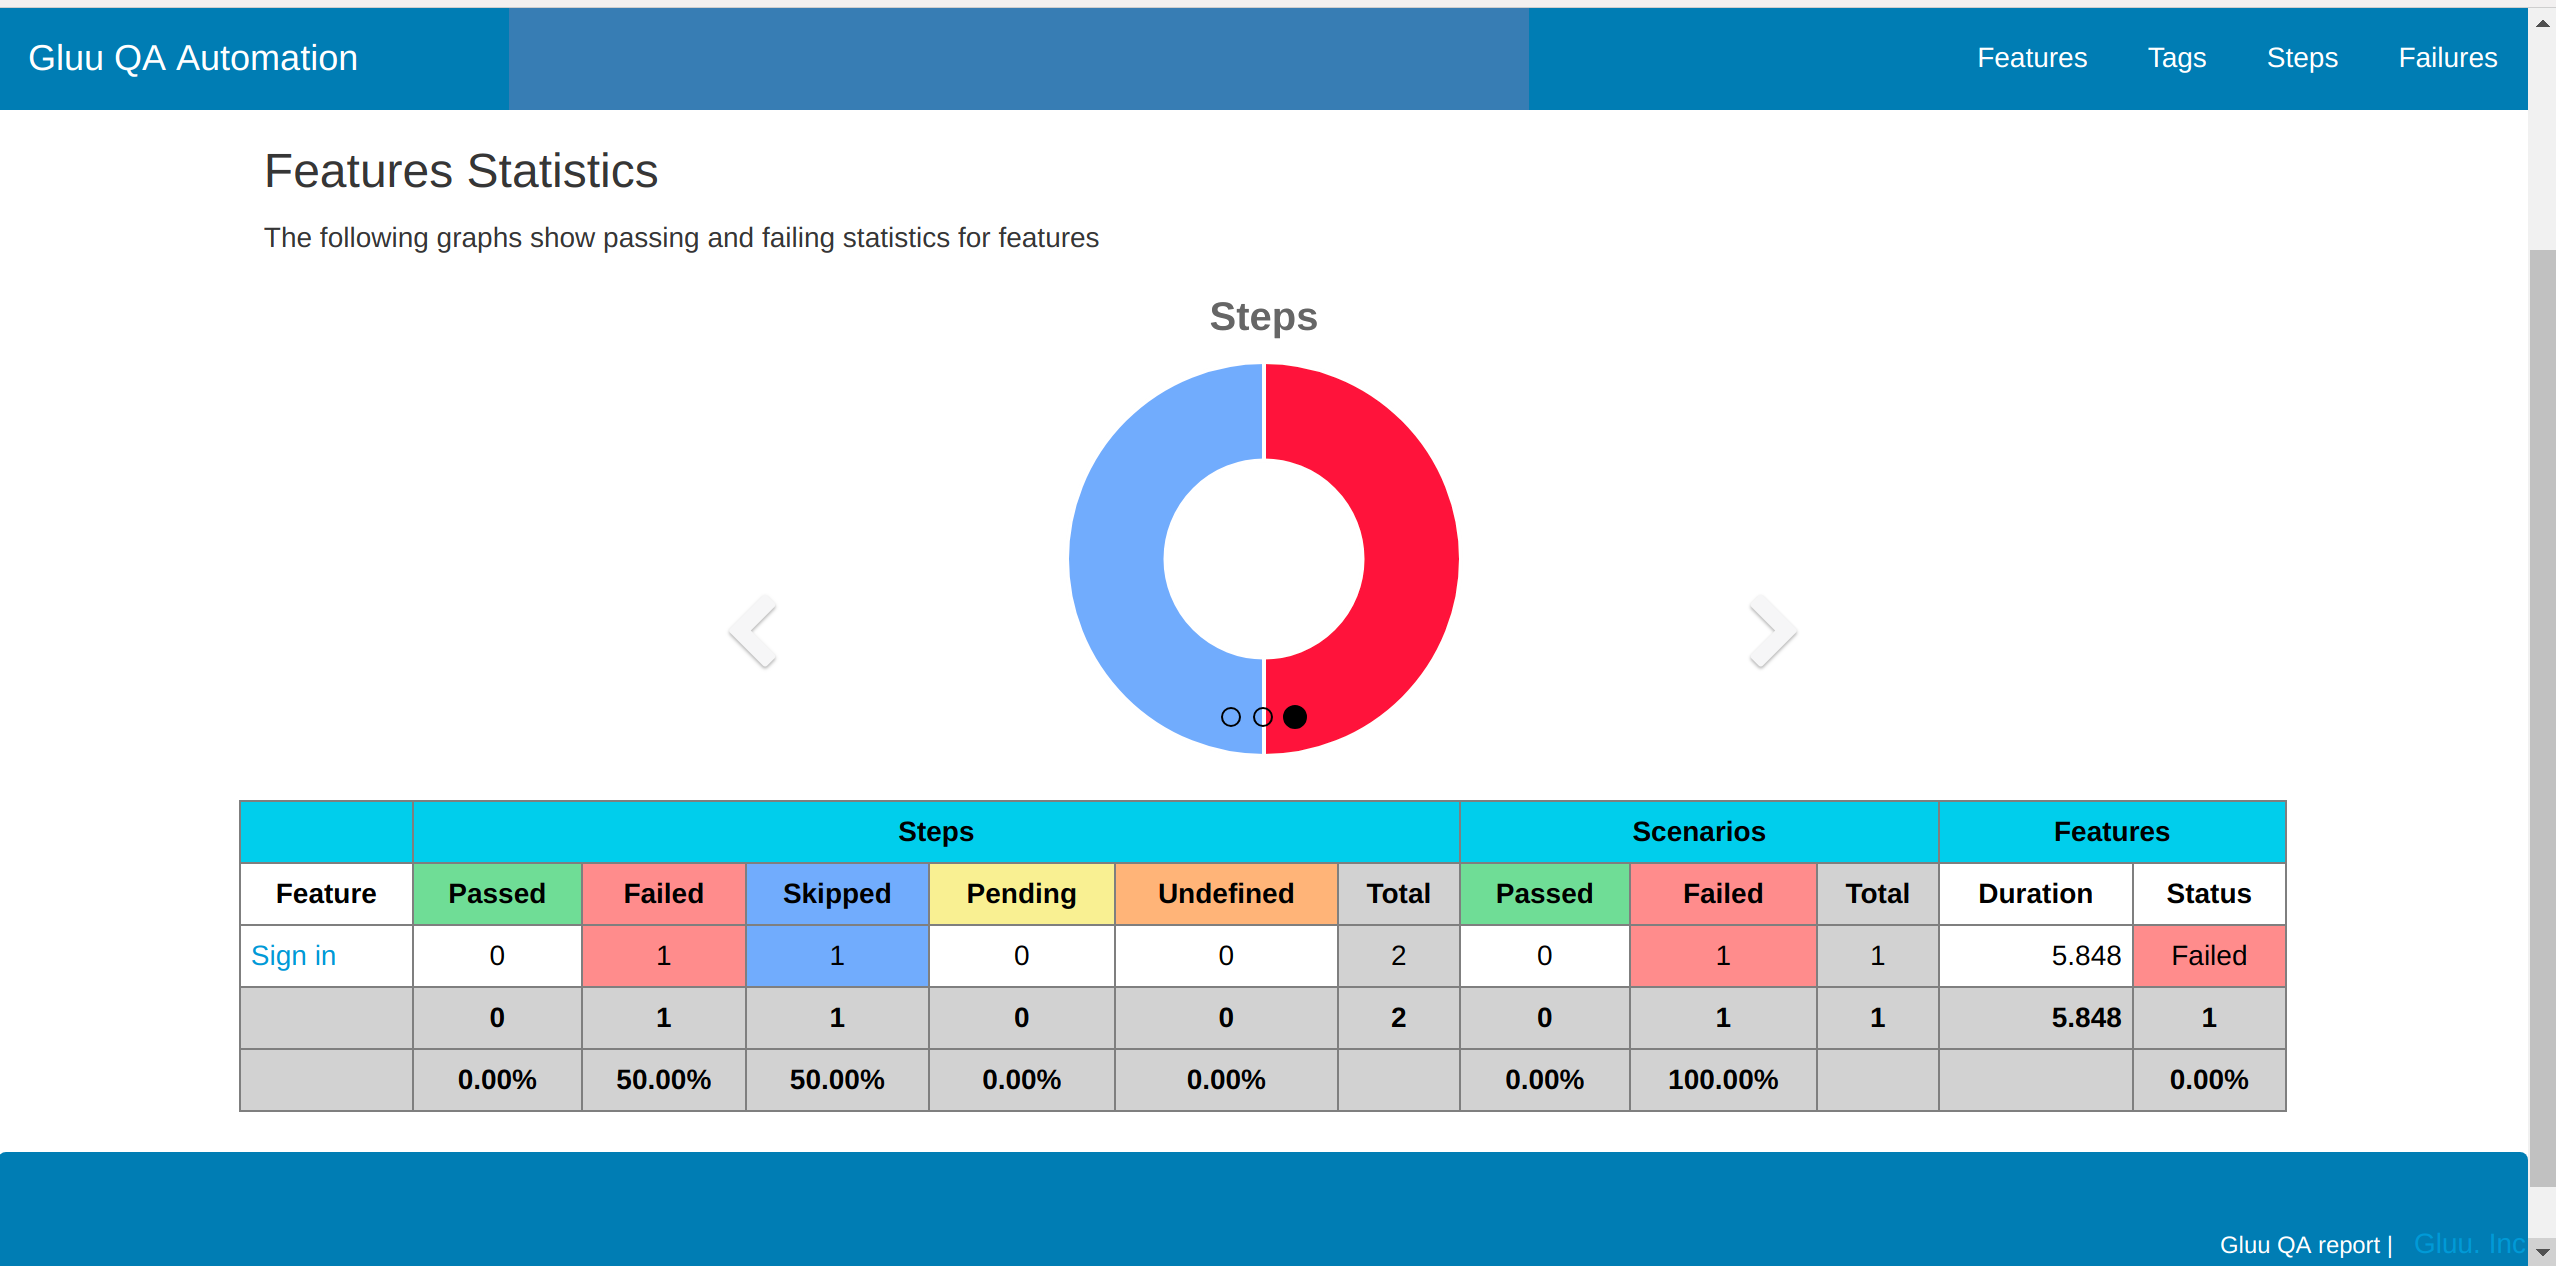 Gluu QA Automation Features Tags Steps Failures
Features Statistics
The following graphs show passing and failing statistics for features
Steps
Steps Scenarios Features
Feature Passed Failed Skipped Pending Undefined Total Passed Failed Total Duration Status
Sign in 0 1 1 0 0 2 0 1 1 5.848 Failed
0 1 1 0 0 2 0 1 1 5.848 1
0.00% 50.00% 50.00% 0.00% 0.00% 0.00% 100.00% 0.00%
Gluu QA report | Gluu. Inc